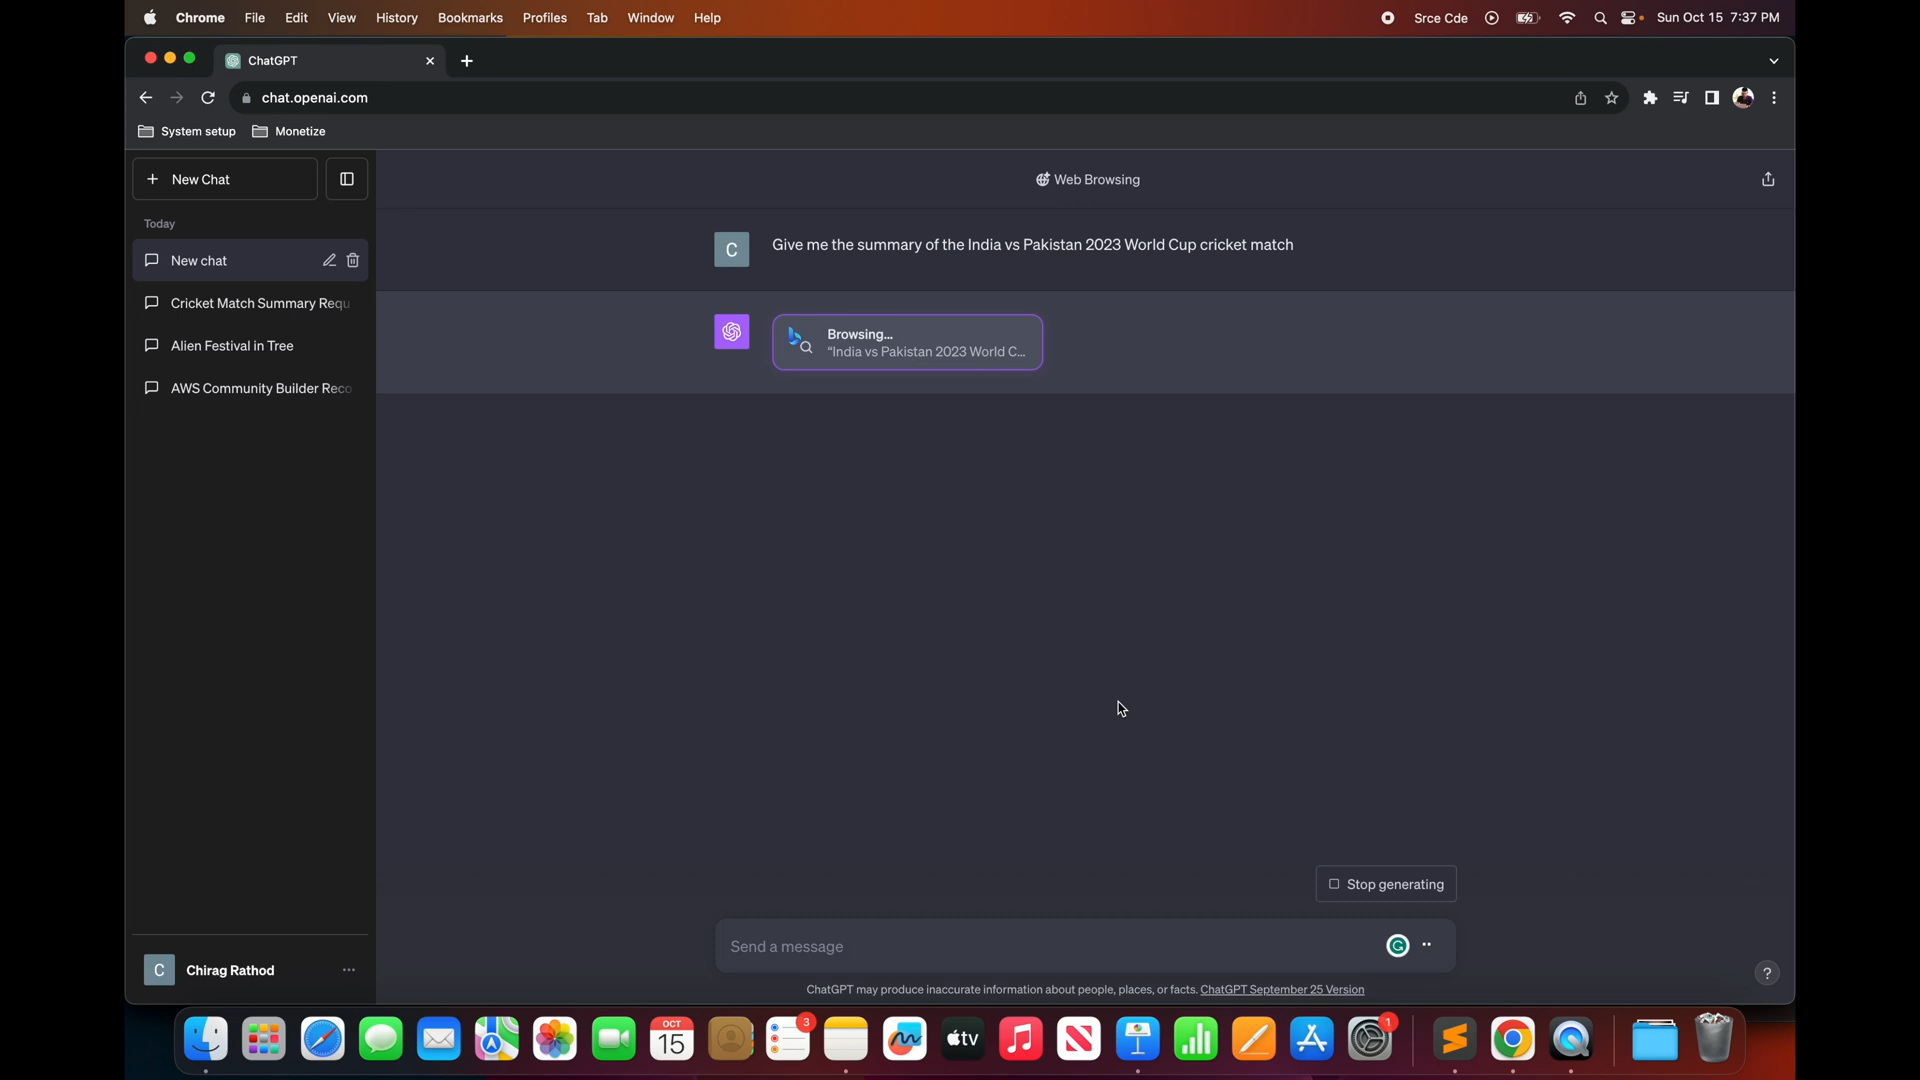 Chrome File Edit View History Bookmarks Profiles Tab Window Help Srce Cde Sun Oct 15 7:37 PM
ChatGPT
chat.openai.com
System setup Monetize
New Chat
Web Browsing
Today
New chat
Cricket Match Summary Requ
Alien Festival in Tree
AWS Community Builder Reco
C
Give me the summary of the India vs Pakistan 2023 World Cup cricket match
Browsing...
“India vs Pakistan 2023 World C...
Stop generating
Send a message
ChatGPT may produce inaccurate information about people, places, or facts. ChatGPT September 25 Version
?
C Chirag Rathod
OCT
15
3
tv
1